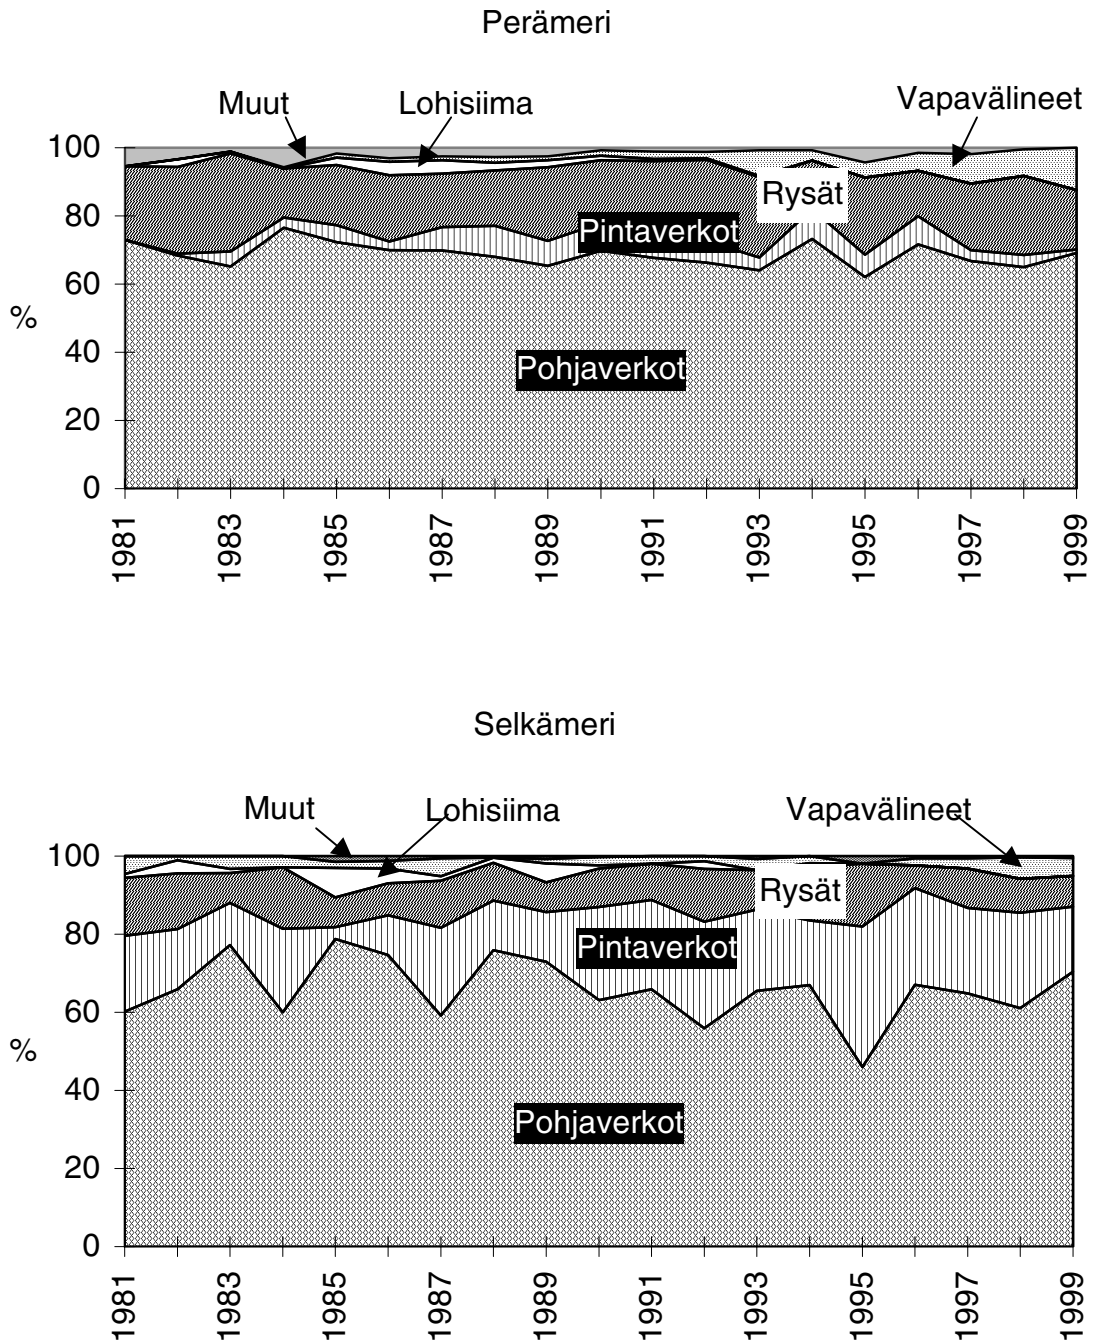 Perämeri
Muut
Lohisiima
Vapavälineet
100
80
60
40
20
0
%
Rysät
Pintaverkot
Pohjaverkot
1981
1983
1985
1987
1989
1991
1993
1995
1997
1999
Selkämeri
Muut
Lohisiima
Vapavälineet
100
80
60
40
20
0
%
Rysät
Pintaverkot
Pohjaverkot
1981
1983
1985
1987
1989
1991
1993
1995
1997
1999